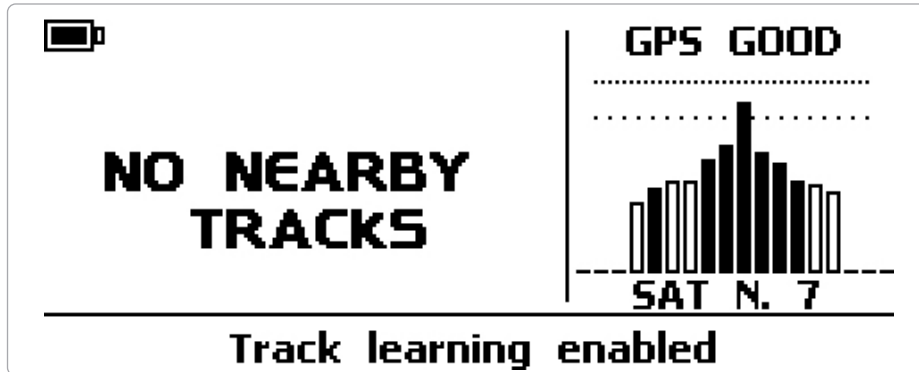 GPS GOOD
NO NEARBY
TRACKS
SAT N. 7
Track learning enabled